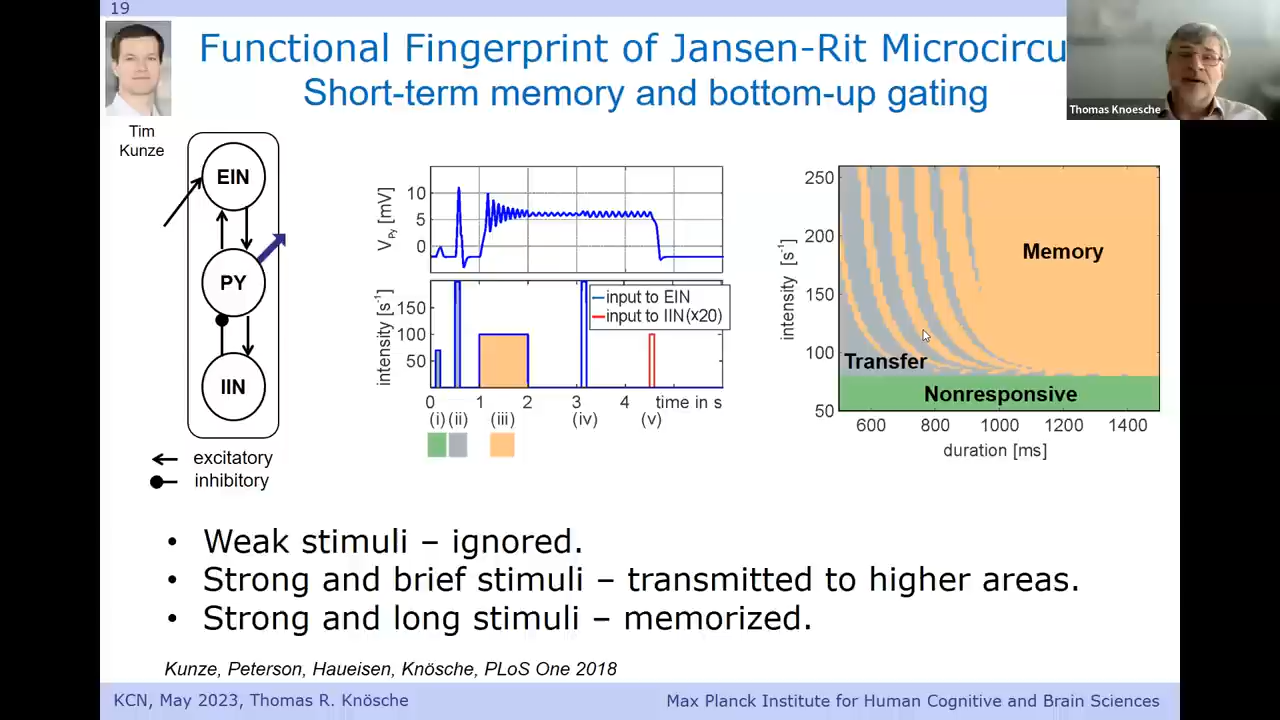 19
Functional Fingerprint of Jansen-Rit Microcircu
Short-term memory and bottom-up gating
Thomas Knoesche
Tim
Kunze
EIN
PY
IIN
excitatory
inhibitory
V_Py [mV]
10
5
0
intensity [s⁻¹]
150
100
50
input to EIN
input to IIN(x20)
0 1 2 3 4 time in s
(i) (ii) (iii) (iv) (v)
intensity [s⁻¹]
250
200
150
100
50
Memory
Transfer
Nonresponsive
600 800 1000 1200 1400
duration [ms]
• Weak stimuli – ignored.
• Strong and brief stimuli – transmitted to higher areas.
• Strong and long stimuli – memorized.
Kunze, Peterson, Haueisen, Knösche, PLoS One 2018
KCN, May 2023, Thomas R. Knösche
Max Planck Institute for Human Cognitive and Brain Sciences